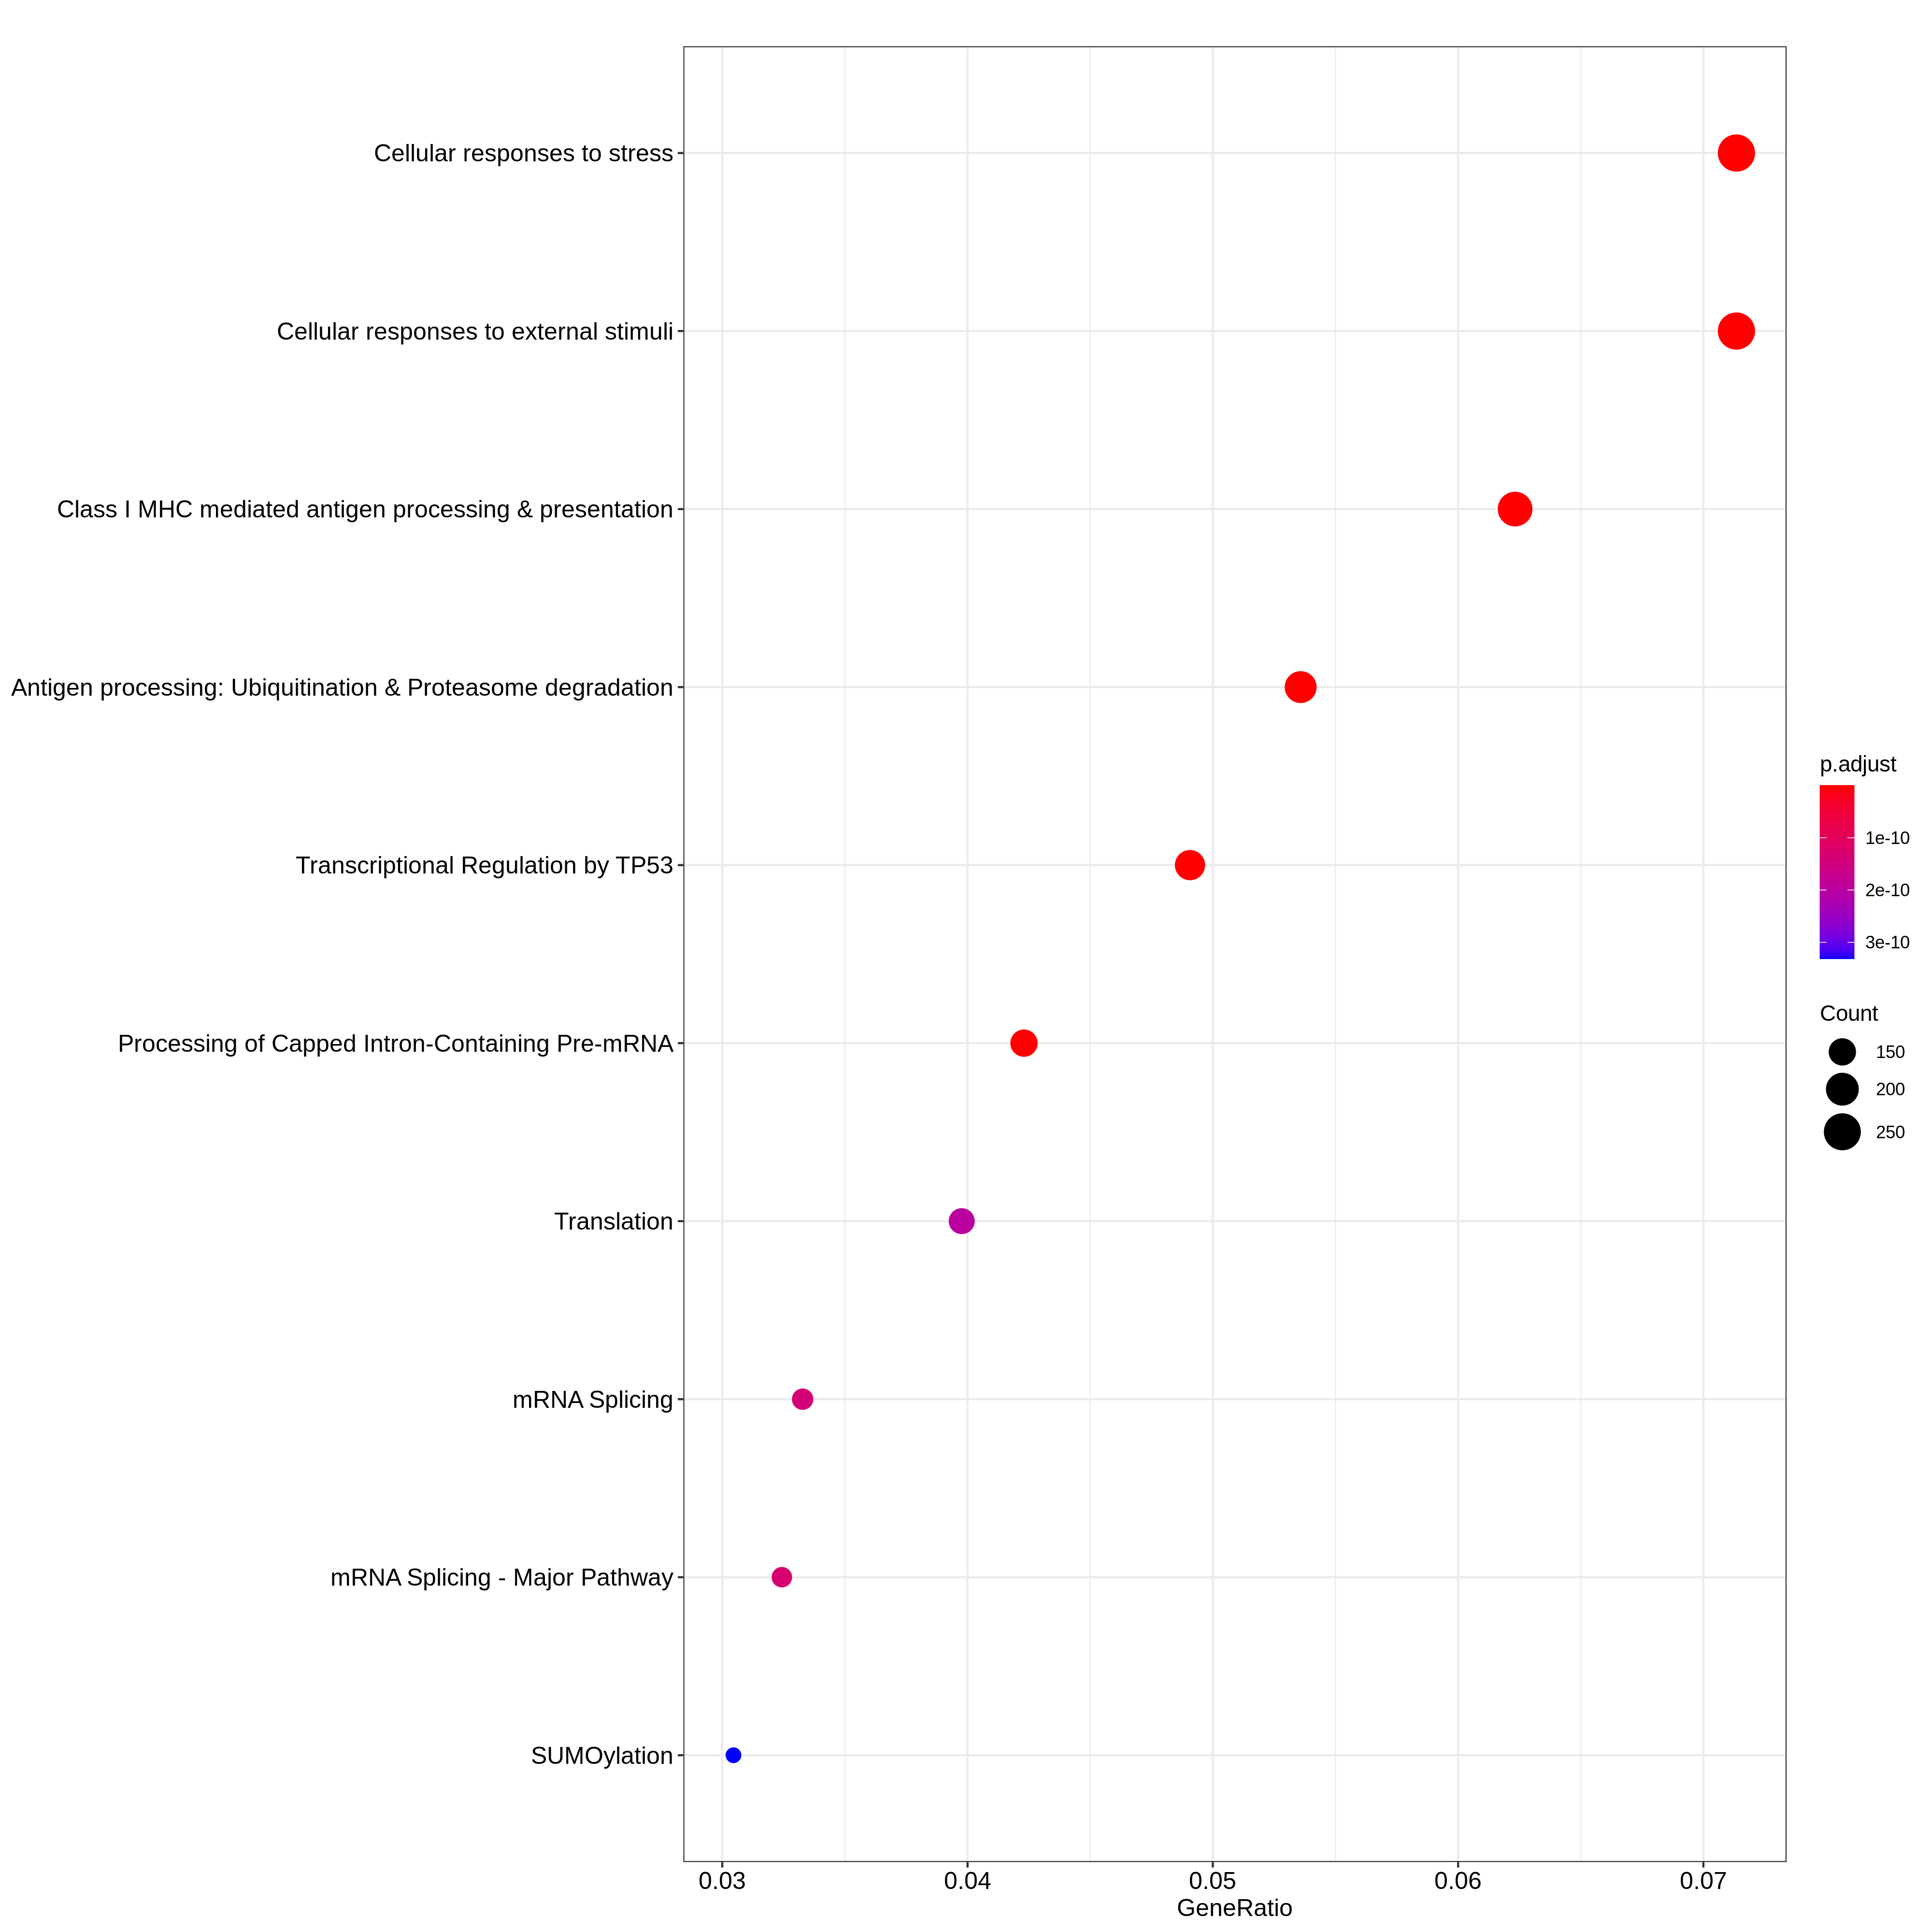 Cellular responses to stress
Cellular responses to external stimuli
Class I MHC mediated antigen processing & presentation
Antigen processing: Ubiquitination & Proteasome degradation
Transcriptional Regulation by TP53
Processing of Capped Intron-Containing Pre-mRNA
Translation
mRNA Splicing
mRNA Splicing - Major Pathway
SUMOylation
0.03 0.04 0.05 0.06 0.07
GeneRatio
p.adjust
1e-10
2e-10
3e-10
Count
150
200
250